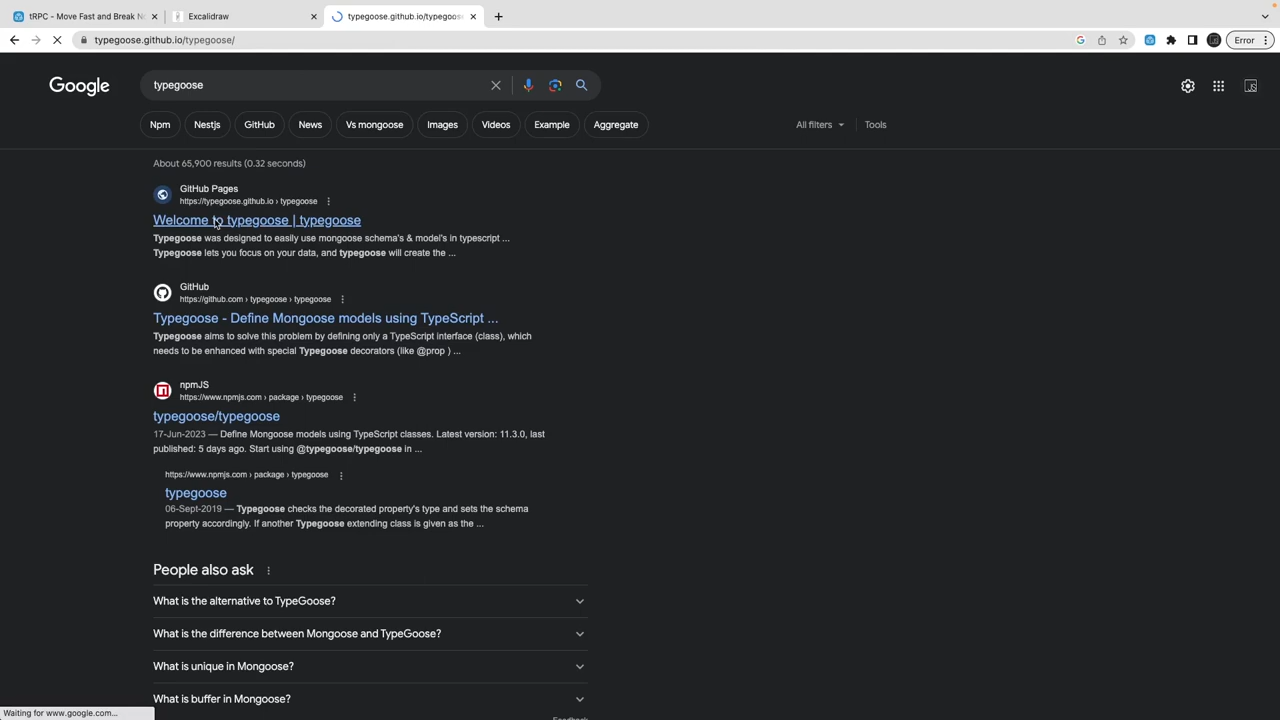 tRPC - Move Fast and Break N
Excalidraw
typegoose.github.io/typegoose
typegoose.github.io/typegoose/
Error
Google
typegoose
Npm
Nestjs
GitHub
News
Vs mongoose
Images
Videos
Example
Aggregate
All filters
Tools
About 65,900 results (0.32 seconds)
GitHub Pages
https://typegoose.github.io › typegoose
Welcome to typegoose | typegoose
Typegoose was designed to easily use mongoose schema's & model's in typescript ...
Typegoose lets you focus on your data, and typegoose will create the ...
GitHub
https://github.com › typegoose › typegoose
Typegoose - Define Mongoose models using TypeScript ...
Typegoose aims to solve this problem by defining only a TypeScript interface (class), which
needs to be enhanced with special Typegoose decorators (like @prop ) ...
npmJS
https://www.npmjs.com › package › typegoose
typegoose/typegoose
17-Jun-2023 — Define Mongoose models using TypeScript classes. Latest version: 11.3.0, last
published: 5 days ago. Start using @typegoose/typegoose in ...
https://www.npmjs.com › package › typegoose
typegoose
06-Sept-2019 — Typegoose checks the decorated property's type and sets the schema
property accordingly. If another Typegoose extending class is given as the ...
People also ask
What is the alternative to TypeGoose?
What is the difference between Mongoose and TypeGoose?
What is unique in Mongoose?
What is buffer in Mongoose?
Feedback
Waiting for www.google.com...